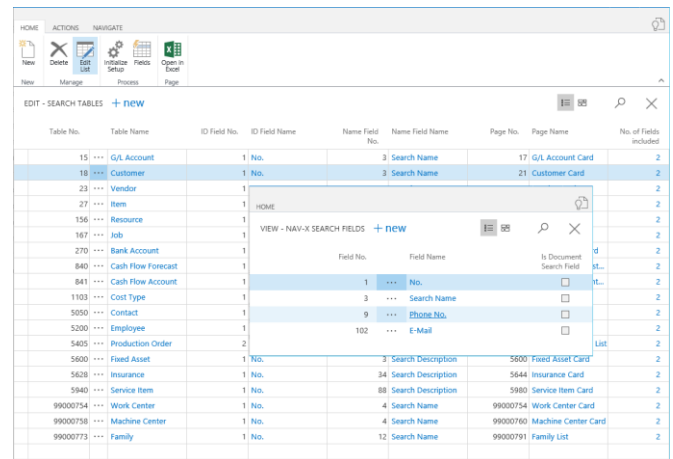 HOME ACTIONS NAVIGATE
New Delete Edit List Initialize Setup Fields Open in Excel
New Manage Process Page
EDIT - SEARCH TABLES + new
Table No. Table Name ID Field No. ID Field Name Name Field No. Name Field Name Page No. Page Name No. of Fields included
15 ··· G/L Account 1 No. 3 Search Name 17 G/L Account Card 2
18 ··· Customer 1 No. 3 Search Name 21 Customer Card 2
23 ··· Vendor 1 2
27 ··· Item 1 2
156 ··· Resource 1 2
167 ··· Job 1 2
270 ··· Bank Account 1 d 2
840 ··· Cash Flow Forecast 1 st... 2
841 ··· Cash Flow Account 1 nt... 2
1103 ··· Cost Type 1 2
5050 ··· Contact 1 2
5200 ··· Employee 1 2
5405 ··· Production Order 2 List 2
5600 ··· Fixed Asset 1 No. 3 Search Description 5600 Fixed Asset Card 2
5628 ··· Insurance 1 No. 34 Search Description 5644 Insurance Card 2
5940 ··· Service Item 1 No. 88 Search Description 5980 Service Item Card 2
99000754 ··· Work Center 1 No. 4 Search Name 99000754 Work Center Card 2
99000758 ··· Machine Center 1 No. 4 Search Name 99000760 Machine Center Card 2
99000773 ··· Family 1 No. 12 Search Name 99000791 Family List 2
HOME
VIEW - NAV-X SEARCH FIELDS + new
Field No. Field Name Is Document Search Field
1 ··· No.
3 ··· Search Name
9 ··· Phone No.
102 ··· E-Mail